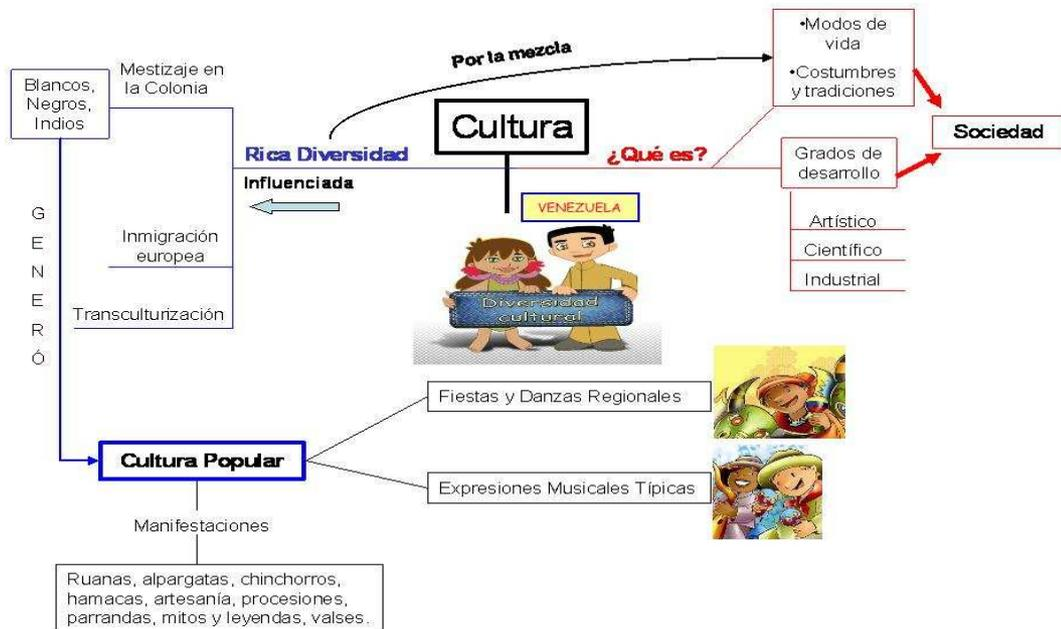 Cultura
VENEZUELA
Diversidad
cultural
¿Qué es?
•Modos de
vida
•Costumbres
y tradiciones
Grados de
desarrollo
Artístico
Científico
Industrial
Sociedad
Por la mezcla
Rica Diversidad
Influenciada
Mestizaje en
la Colonia
Blancos,
Negros,
Indios
Inmigración
europea
Transculturización
G
E
N
E
R
Ó
Cultura Popular
Fiestas y Danzas Regionales
Expresiones Musicales Típicas
Manifestaciones
Ruanas, alpargatas, chinchorros,
hamacas, artesanía, procesiones,
parrandas, mitos y leyendas, valses.